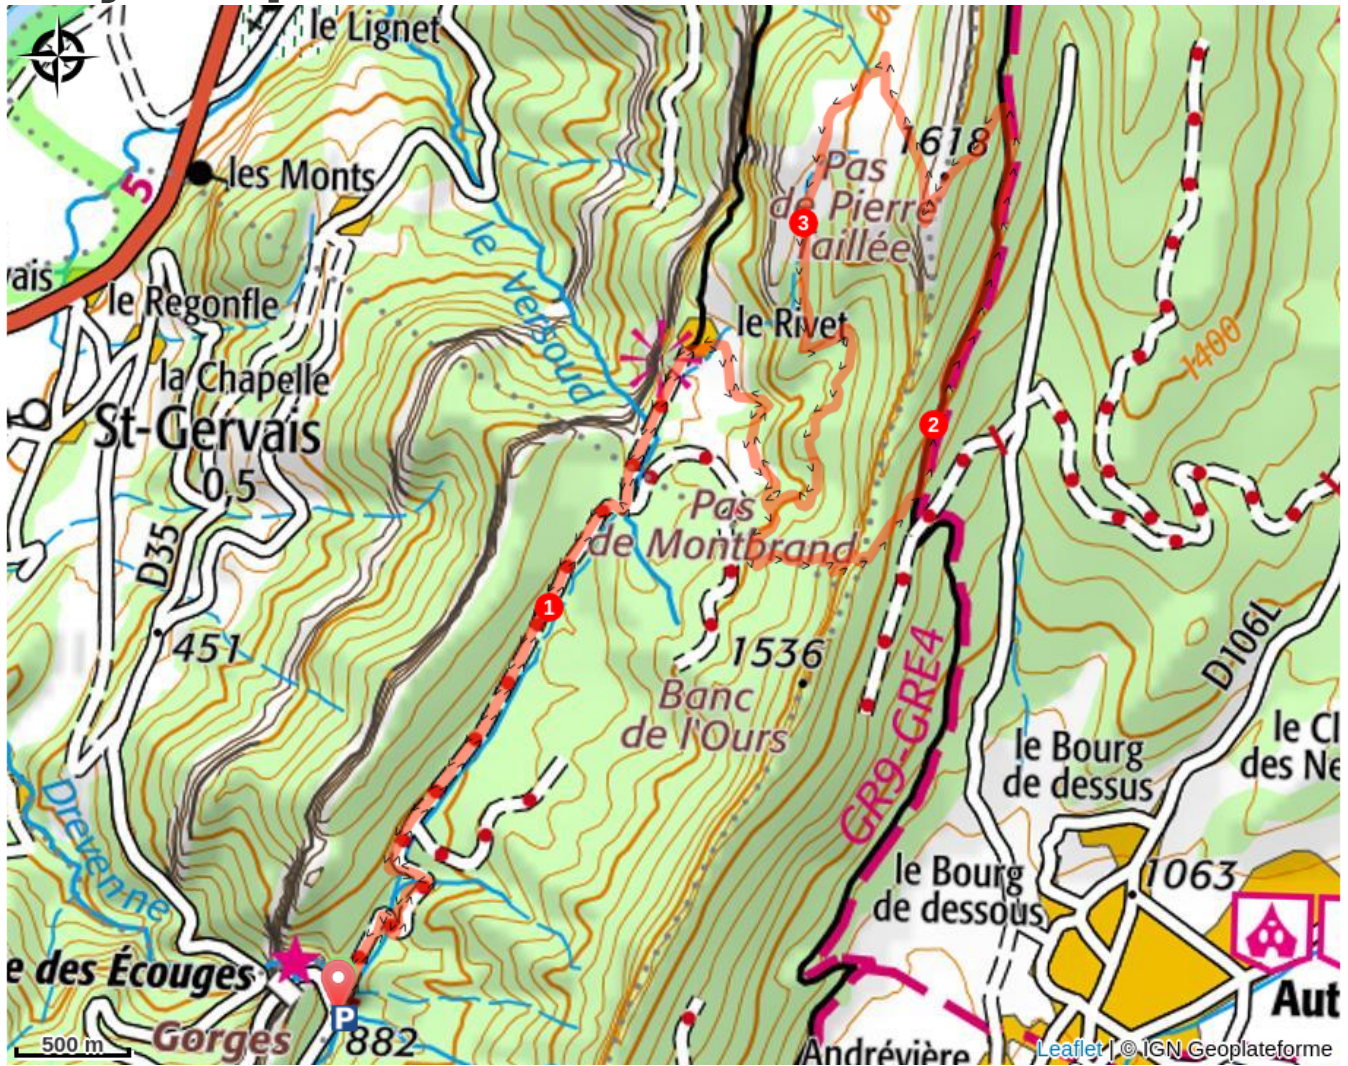 le Lignet
les Monts
5
vais
le Regonfle
la Chapelle
St-Gervais
0,5
D35
451
le Versoud
le Rivet
1618
Pas
de Pierre
Taillée
3
2
1400
Pas
de Montbrand
1
1536
Banc
de l'Ours
GR9-GRE4
D106L
le Bourg
de dessus
le Cl
des Ne
le Bourg
de dessous
1063
Drevenne
e des Écouges
Gorges
P
882
Aut
Andrévière
500 m
Leaflet | © IGN Geoplateforme